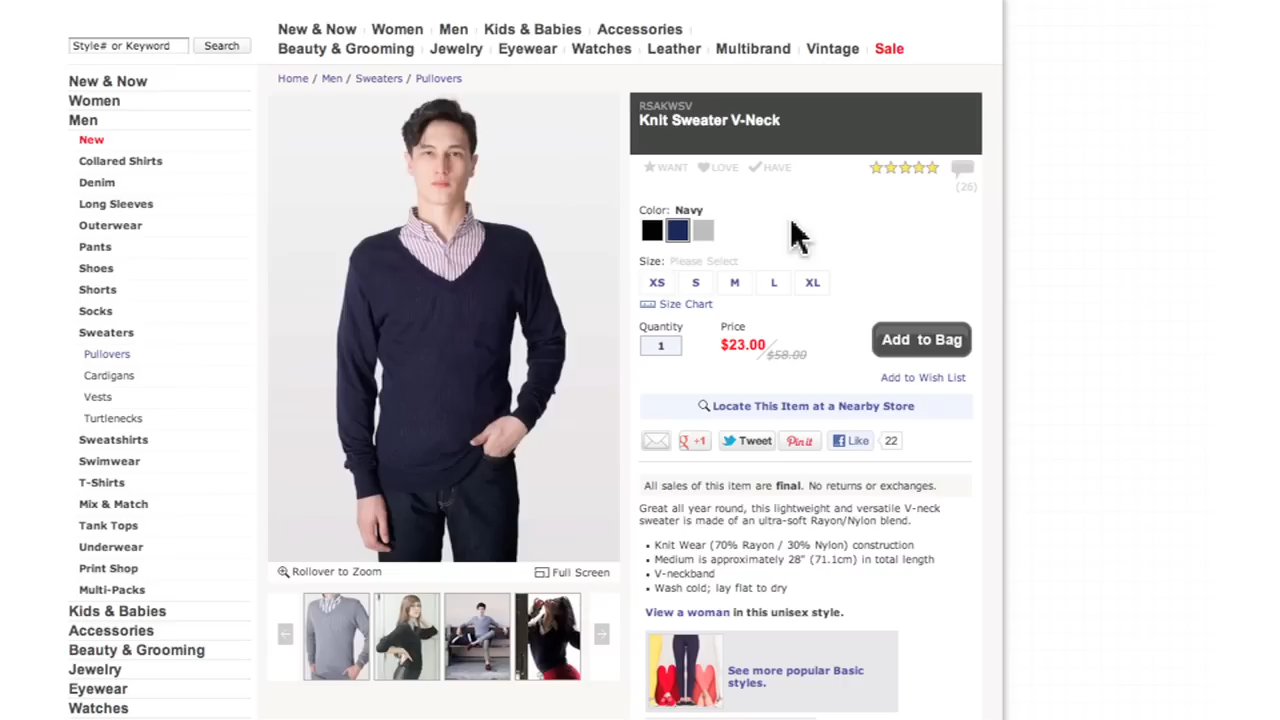 New & Now Women Men Kids & Babies Accessories
Style# or Keyword Search
Beauty & Grooming Jewelry Eyewear Watches Leather Multibrand Vintage Sale
Home / Men / Sweaters / Pullovers
New & Now
Women
Men
New
Collared Shirts
Denim
Long Sleeves
Outerwear
Pants
Shoes
Shorts
Socks
Sweaters
Pullovers
Cardigans
Vests
Turtlenecks
Sweatshirts
Swimwear
T-Shirts
Mix & Match
Tank Tops
Underwear
Print Shop
Multi-Packs
Kids & Babies
Accessories
Beauty & Grooming
Jewelry
Eyewear
Watches
Rollover to Zoom
Full Screen
RSAKWSV
Knit Sweater V-Neck
WANT LOVE HAVE
(26)
Color: Navy
Size: Please Select
XS S M L XL
Size Chart
Quantity Price
1 $23.00 / $58.00
Add to Bag
Add to Wish List
Locate This Item at a Nearby Store
g +1 Tweet Pin it Like 22
All sales of this item are final. No returns or exchanges.
Great all year round, this lightweight and versatile V-neck
sweater is made of an ultra-soft Rayon/Nylon blend.
• Knit Wear (70% Rayon / 30% Nylon) construction
• Medium is approximately 28" (71.1cm) in total length
• V-neckband
• Wash cold; lay flat to dry
View a woman in this unisex style.
See more popular Basic
styles.